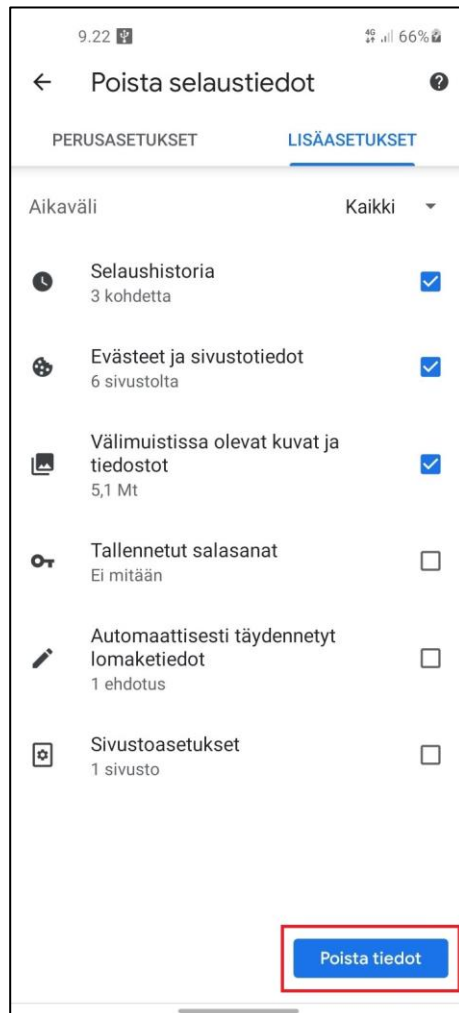 9.22 4G 66%
Poista selaustiedot
PERUSASETUKSET LISÄASETUKSET
Aikaväli Kaikki
Selaushistoria
3 kohdetta
Evästeet ja sivustotiedot
6 sivustolta
Välimuistissa olevat kuvat ja
tiedostot
5,1 Mt
Tallennetut salasanat
Ei mitään
Automaattisesti täydennetyt
lomaketiedot
1 ehdotus
Sivustoasetukset
1 sivusto
Poista tiedot